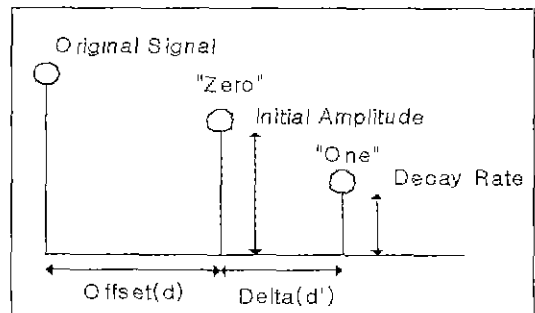 Original Signal
"Zero"
Initial Amplitude
"One"
Decay Rate
Offset(d)
Delta(d')